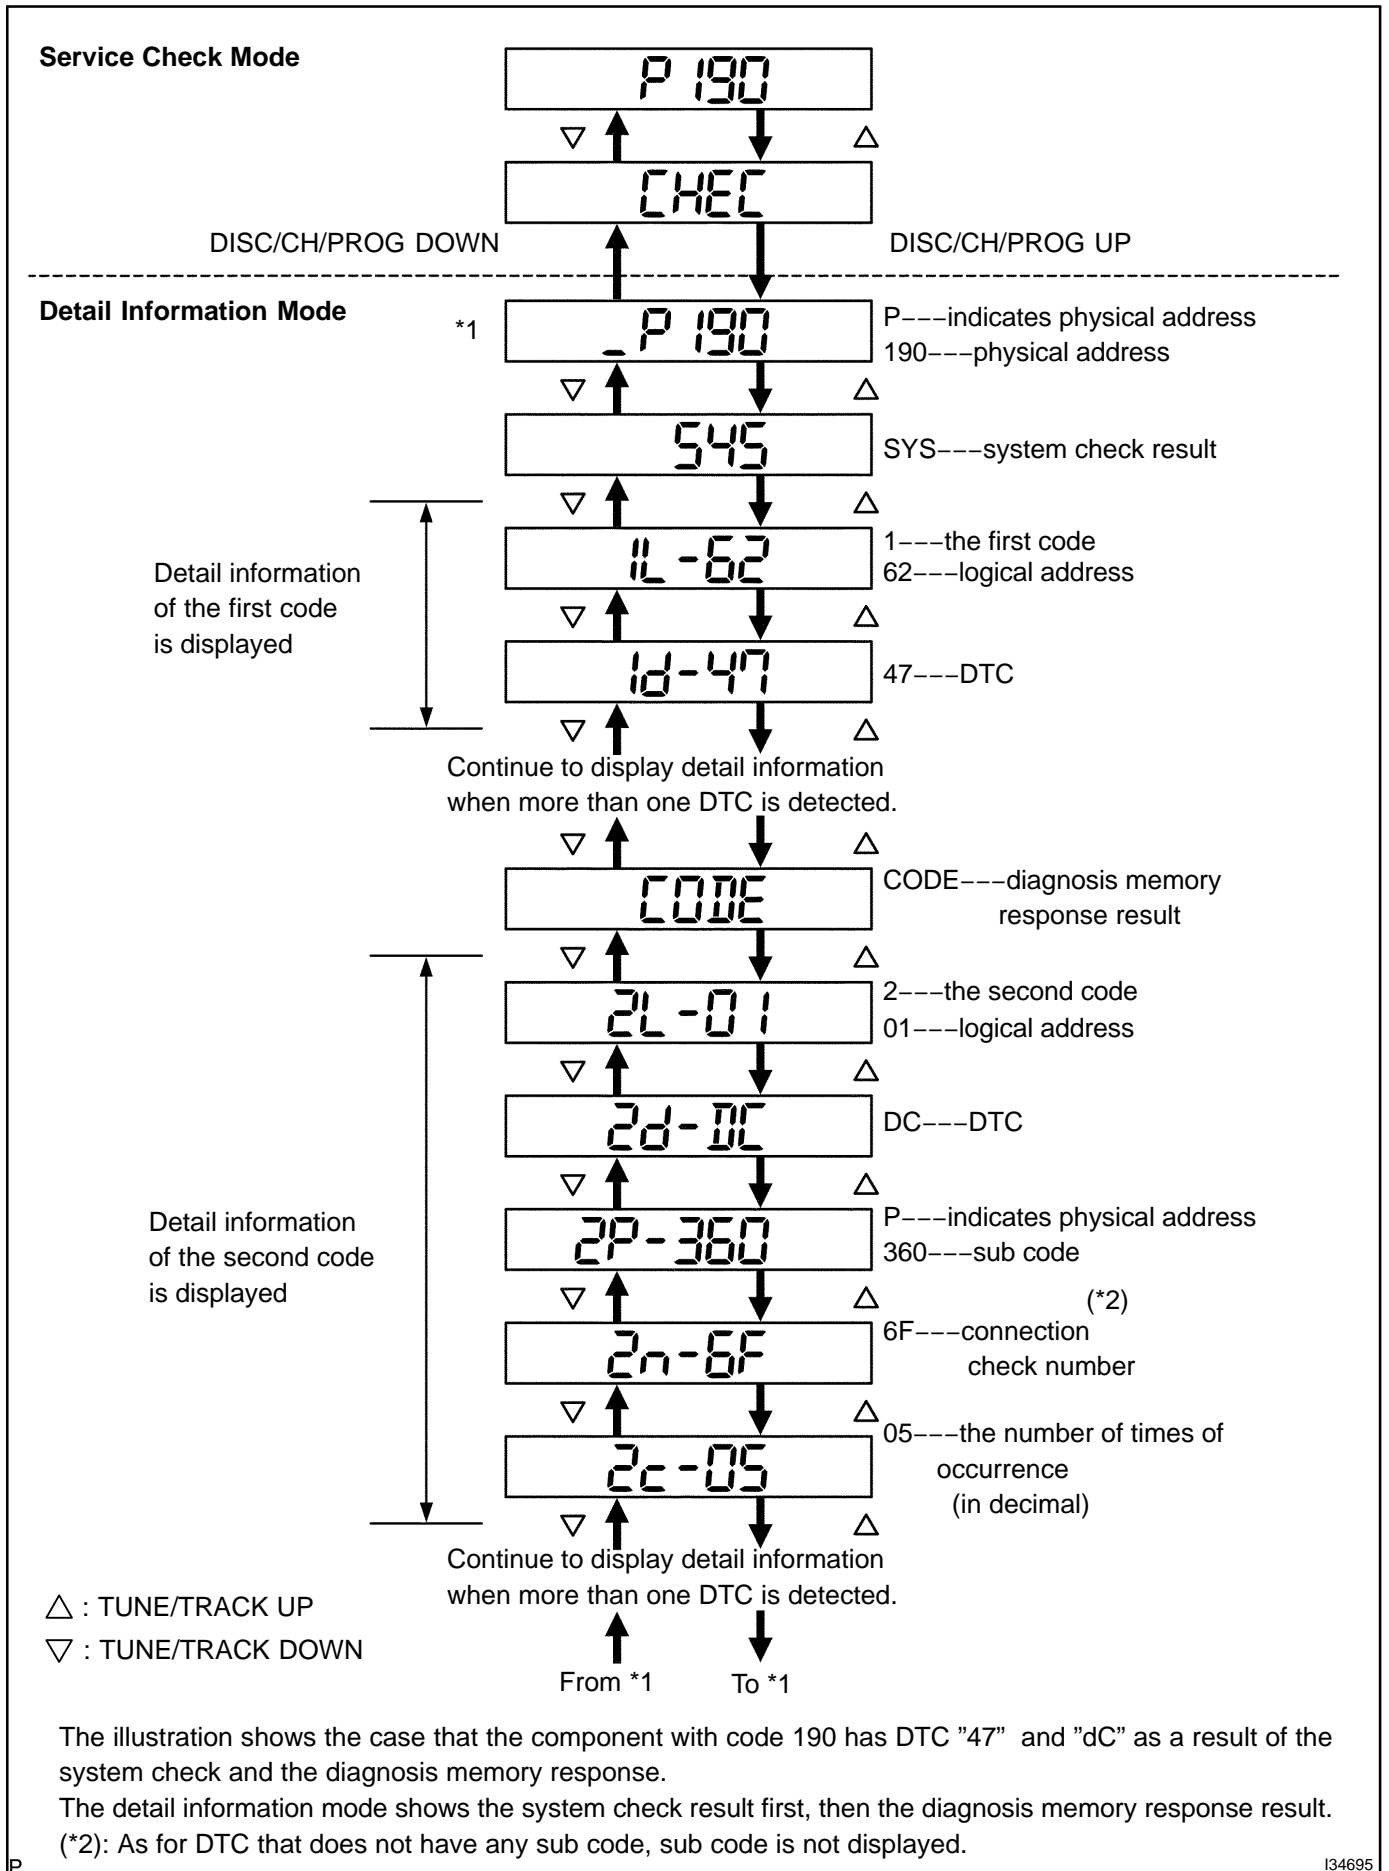 Service Check Mode
P190
▽ △
CHEC
DISC/CH/PROG DOWN DISC/CH/PROG UP
Detail Information Mode
*1
_P190
P−−−indicates physical address
190−−−physical address
▽ △
SYS
SYS−−−system check result
▽ △
1L-62
1−−−the first code
62−−−logical address
Detail information
of the first code
is displayed
▽ △
1d-47
47−−−DTC
▽ △
Continue to display detail information
when more than one DTC is detected.
▽ △
CODE
CODE−−−diagnosis memory
response result
▽ △
2L-01
2−−−the second code
01−−−logical address
▽ △
2d-DC
DC−−−DTC
▽ △
Detail information
of the second code
is displayed
2P-360
P−−−indicates physical address
360−−−sub code
▽ △
(*2)
2n-6F
6F−−−connection
check number
▽ △
2c-05
05−−−the number of times of
occurrence
(in decimal)
▽ △
Continue to display detail information
when more than one DTC is detected.
△ : TUNE/TRACK UP
▽ : TUNE/TRACK DOWN
From *1 To *1
The illustration shows the case that the component with code 190 has DTC ”47” and ”dC” as a result of the
system check and the diagnosis memory response.
The detail information mode shows the system check result first, then the diagnosis memory response result.
(*2): As for DTC that does not have any sub code, sub code is not displayed.
P I34695